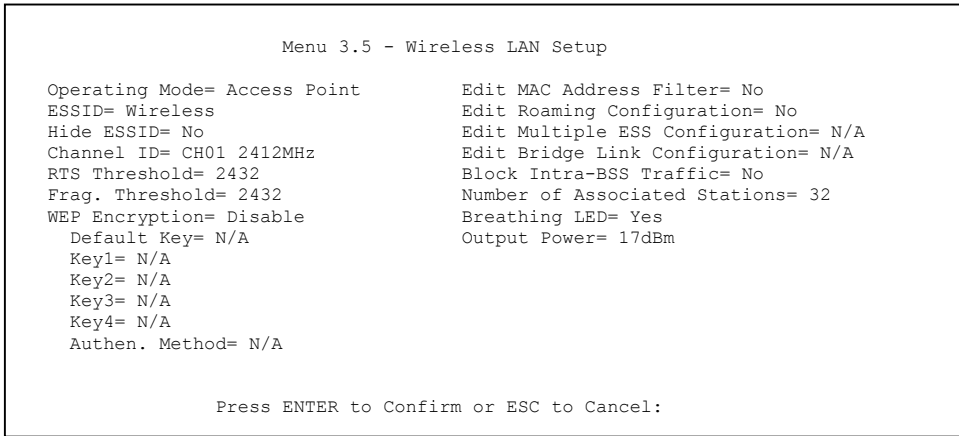 Menu 3.5 - Wireless LAN Setup
Operating Mode= Access Point
ESSID= Wireless
Hide ESSID= No
Channel ID= CH01 2412MHz
RTS Threshold= 2432
Frag. Threshold= 2432
WEP Encryption= Disable
Default Key= N/A
Key1= N/A
Key2= N/A
Key3= N/A
Key4= N/A
Authen. Method= N/A
Edit MAC Address Filter= No
Edit Roaming Configuration= No
Edit Multiple ESS Configuration= N/A
Edit Bridge Link Configuration= N/A
Block Intra-BSS Traffic= No
Number of Associated Stations= 32
Breathing LED= Yes
Output Power= 17dBm
Press ENTER to Confirm or ESC to Cancel: